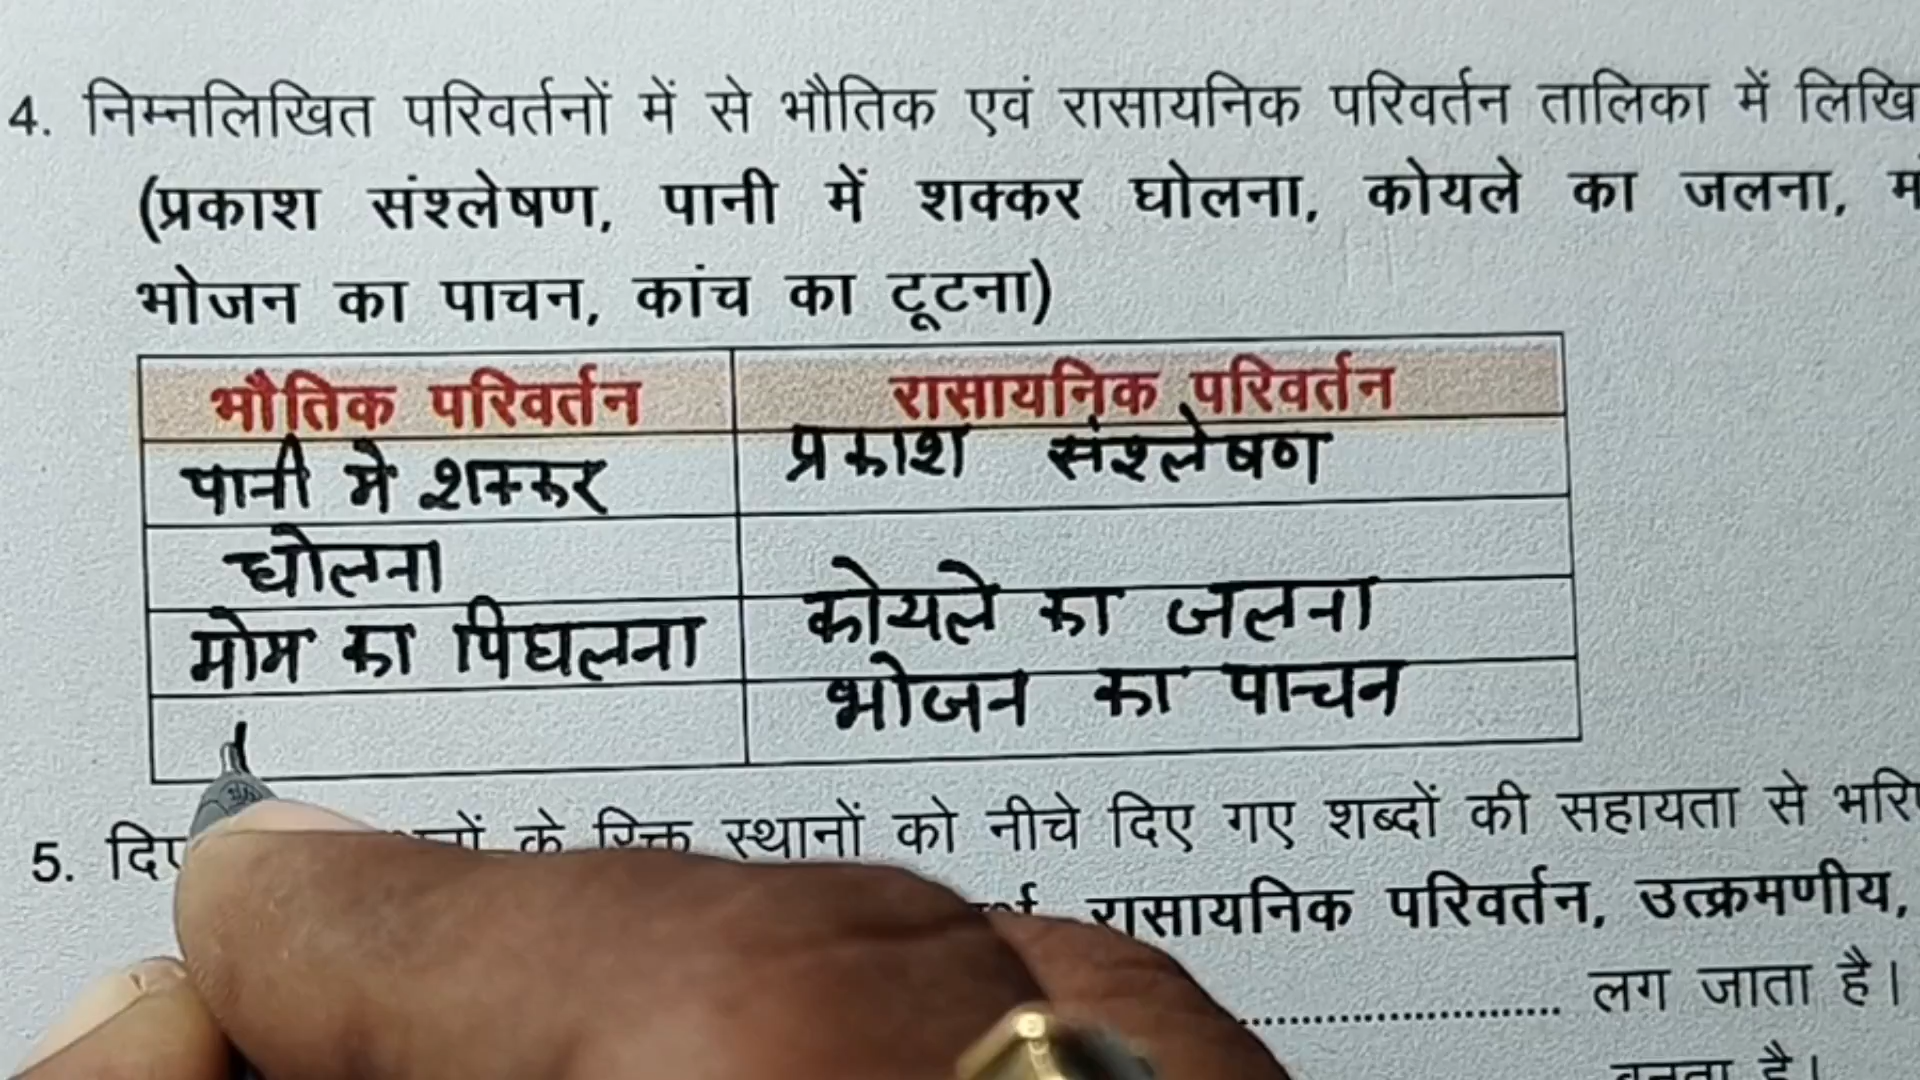 4. निम्नलिखित परिवर्तनों में से भौतिक एवं रासायनिक परिवर्तन तालिका में
(प्रकाश संश्लेषण, पानी में शक्कर घोलना, कोयले का जलना,
भोजन का पाचन, कांच का टूटना)
भौतिक परिवर्तन रासायनिक परिवर्तन
पानी मे शक्कर प्रकाश संश्लेषण
घोलना
मोम का पिघलना कोयले का जलना
भोजन का पाचन
5. के रिक्त स्थानों को नीचे दिए गए शब्दों की सहायता से
रासायनिक परिवर्तन, उत्क्रमणीय,
.............................. लग जाता है।
है।